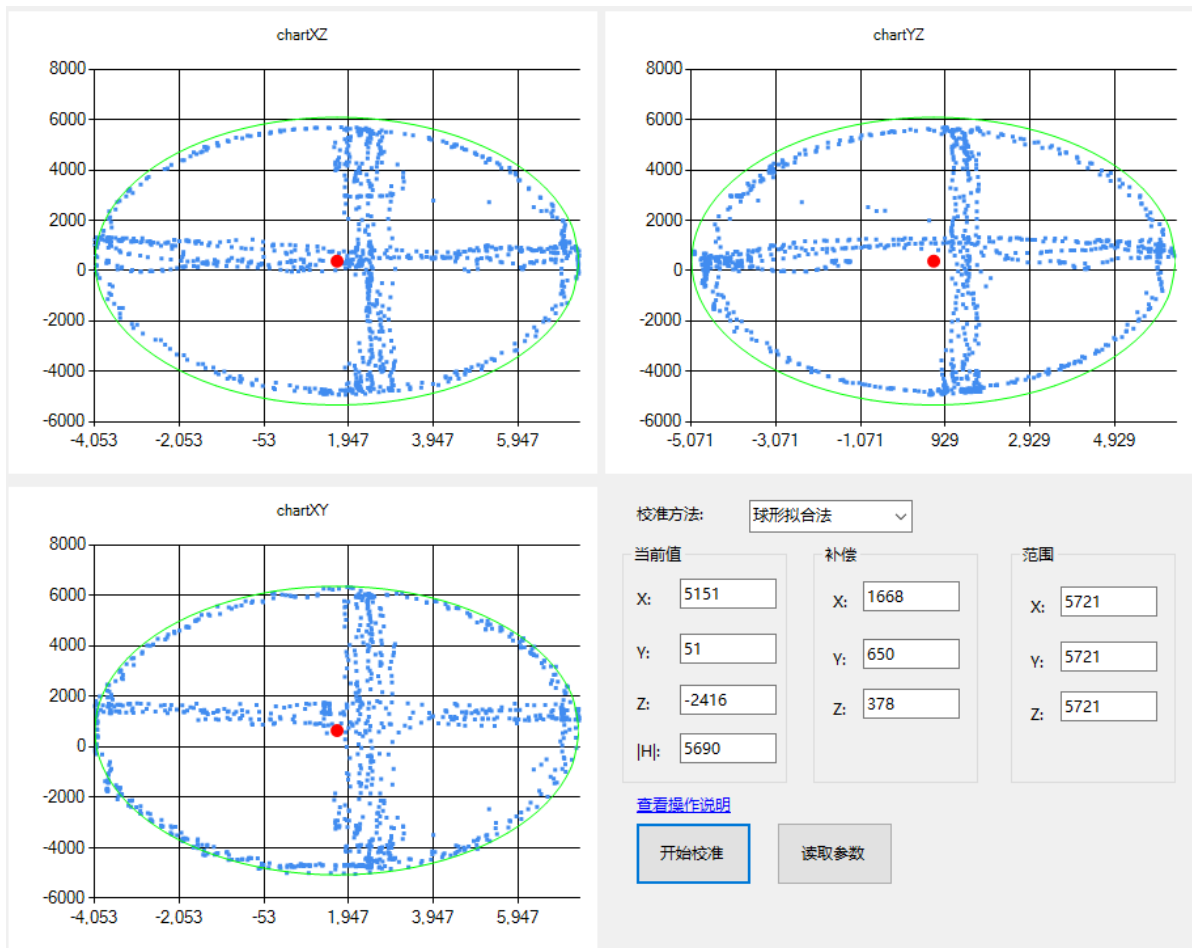 chartXZ
8000
6000
4000
2000
0
-2000
-4000
-6000
-4,053 -2,053 -53 1,947 3,947 5,947
chartYZ
8000
6000
4000
2000
0
-2000
-4000
-6000
-5,071 -3,071 -1,071 929 2,929 4,929
chartXY
8000
6000
4000
2000
0
-2000
-4000
-6000
-4,053 -2,053 -53 1,947 3,947 5,947
校准方法: 球形拟合法
当前值
X: 5151
Y: 51
Z: -2416
|H|: 5690
补偿
X: 1668
Y: 650
Z: 378
范围
X: 5721
Y: 5721
Z: 5721
查看操作说明
开始校准 读取参数